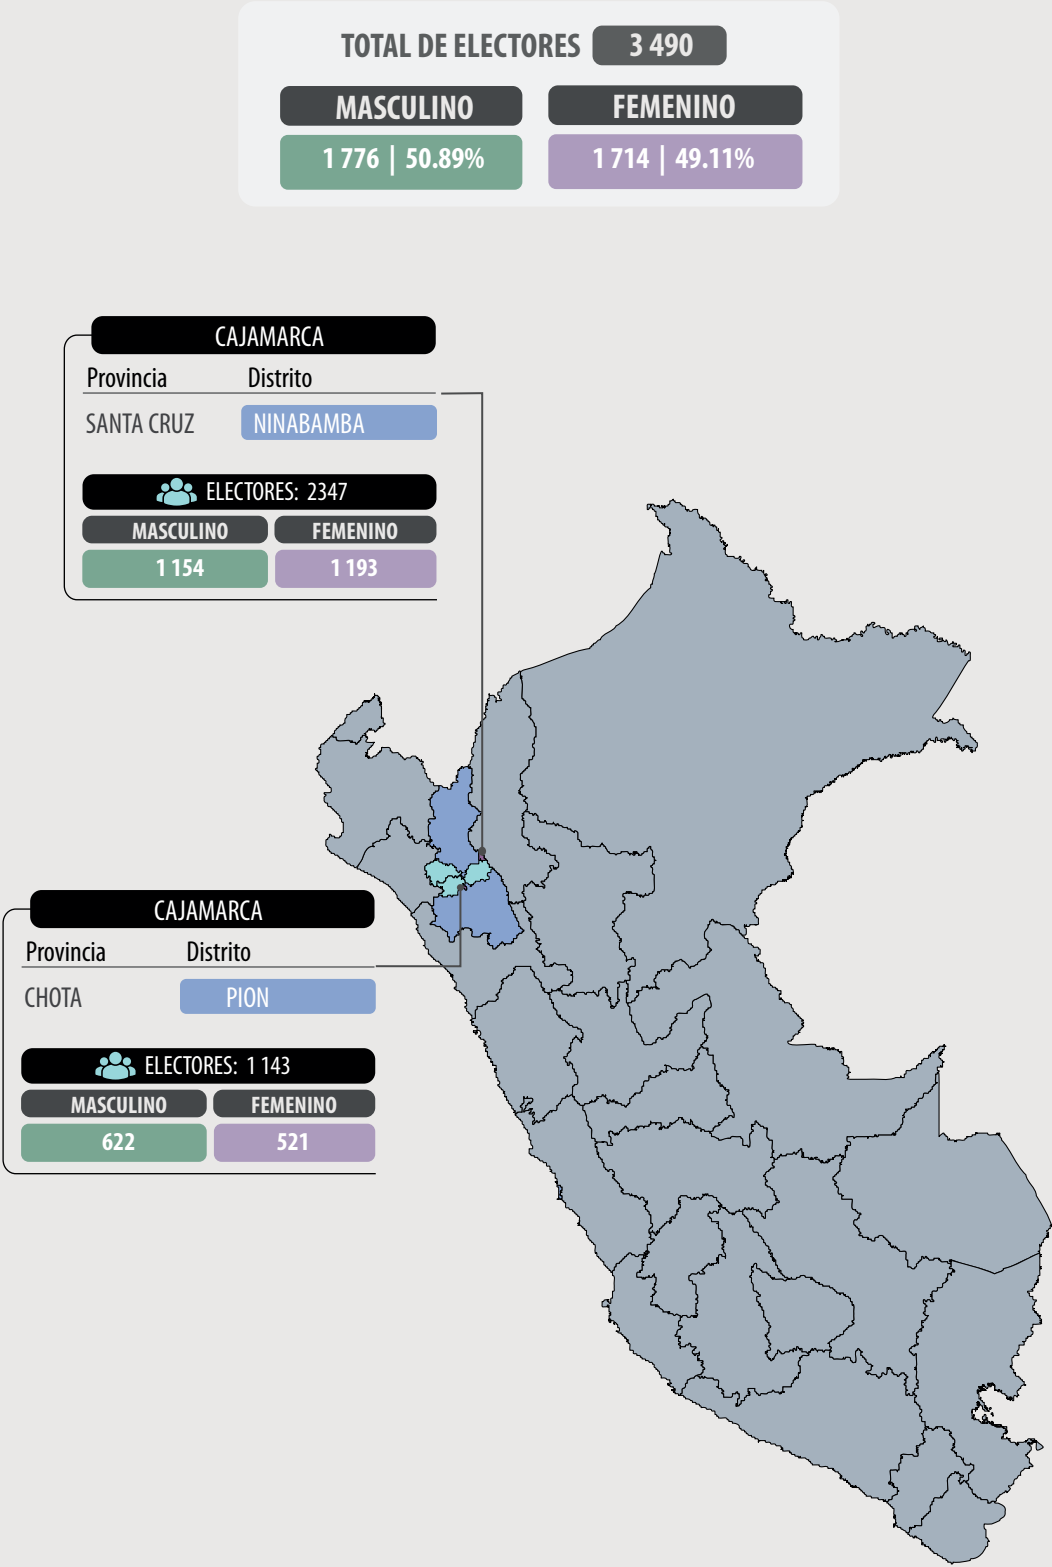 TOTAL DE ELECTORES 3 490
MASCULINO FEMENINO
1 776 | 50.89% 1 714 | 49.11%
CAJAMARCA
Provincia Distrito
SANTA CRUZ NINABAMBA
ELECTORES: 2347
MASCULINO FEMENINO
1 154 1 193
CAJAMARCA
Provincia Distrito
CHOTA PION
ELECTORES: 1 143
MASCULINO FEMENINO
622 521